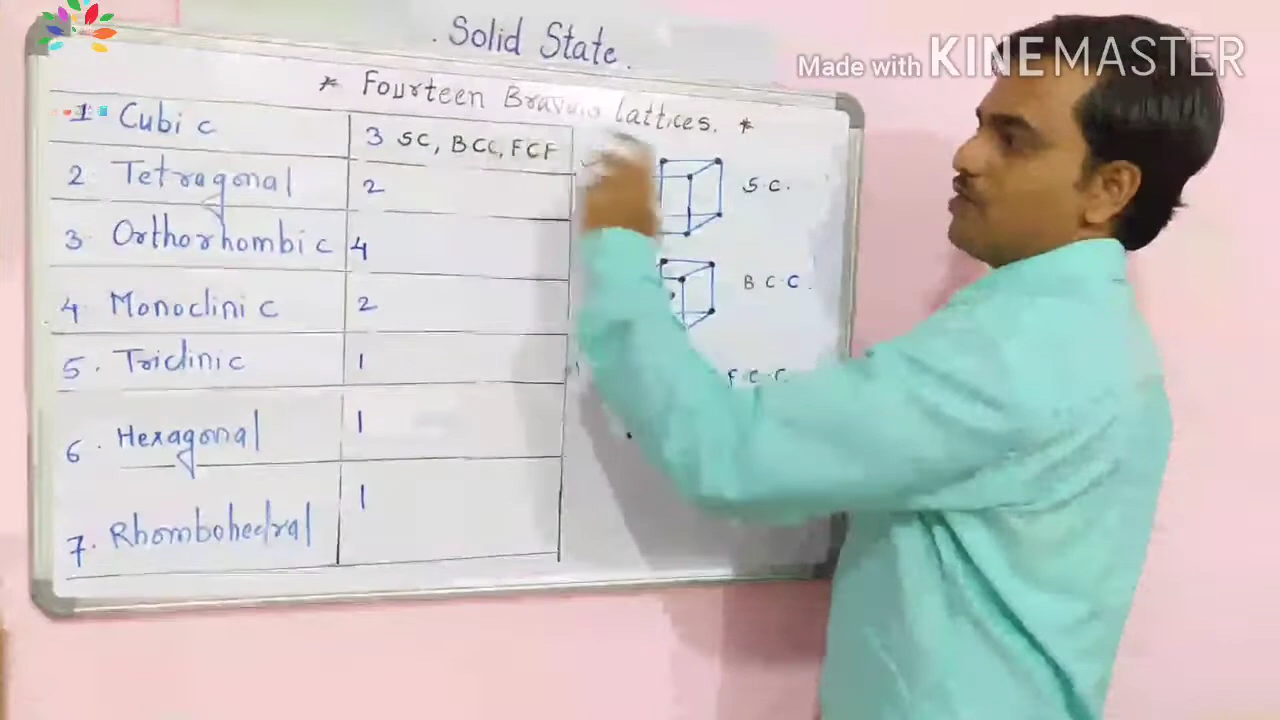 Made with KINEMASTER
Solid State.
* Fourteen Bravais lattices. *
1 Cubic 3 SC, BCC, FCF
2 Tetragonal 2
3 Orthorhombic 4
4 Monoclinic 2
5. Triclinic 1
6. Hexagonal 1
7. Rhombohedral 1
S.C.
B C.C.
F.C.C.